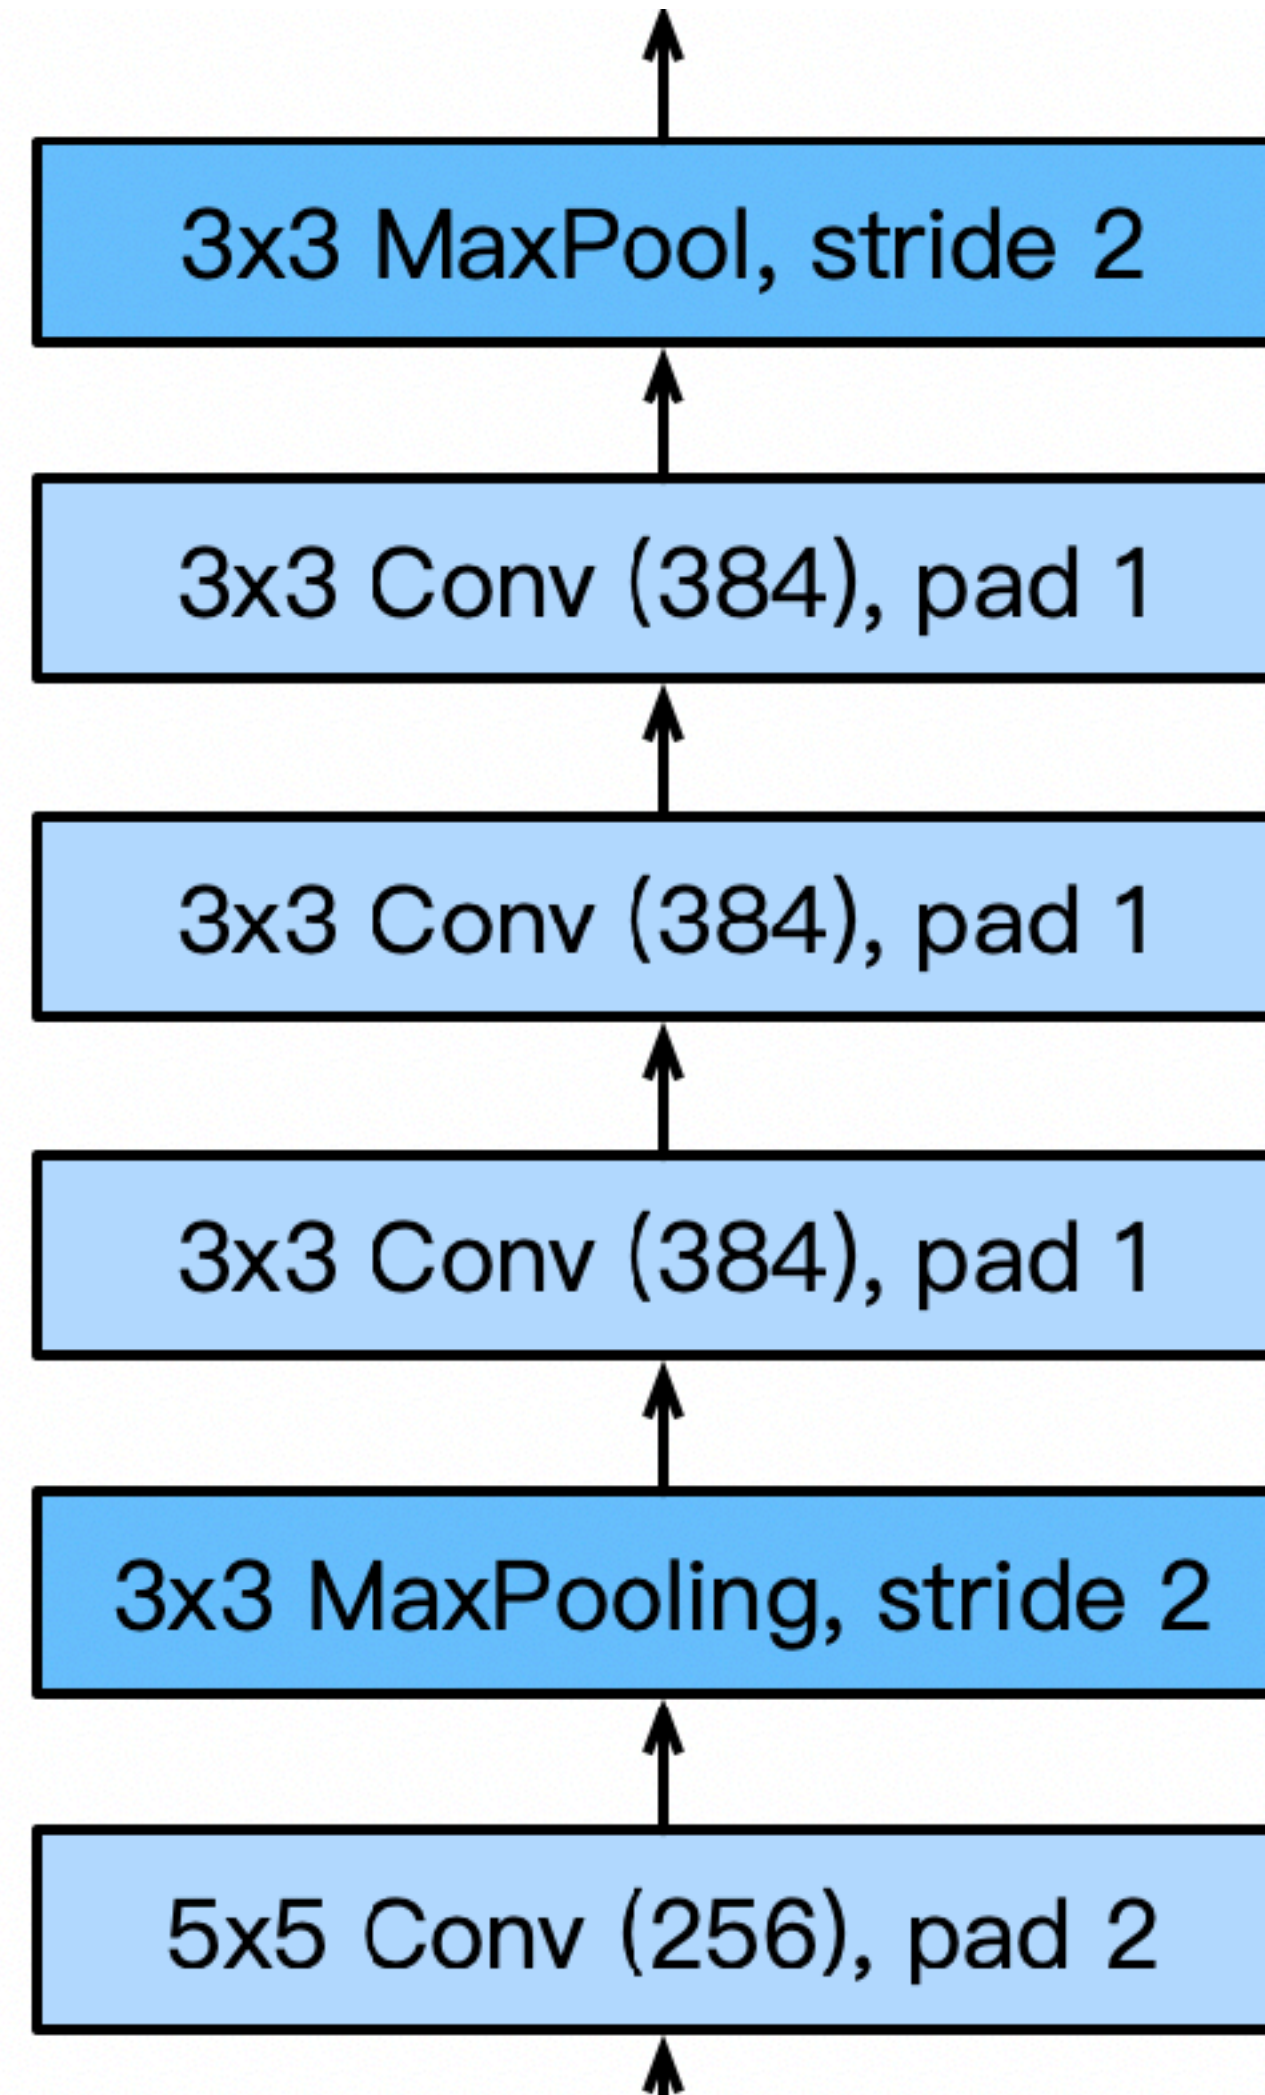 3x3 MaxPool, stride 2
3x3 Conv (384), pad 1
3x3 Conv (384), pad 1
3x3 Conv (384), pad 1
3x3 MaxPooling, stride 2
5x5 Conv (256), pad 2